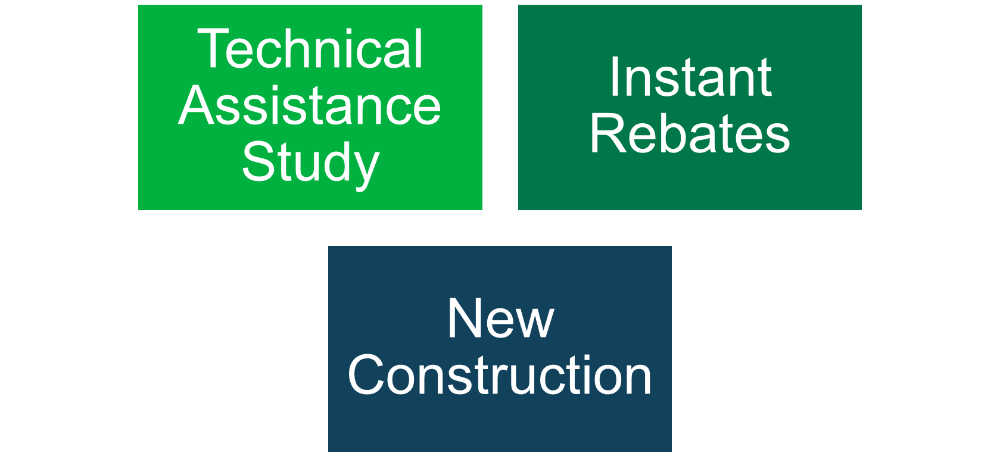 Technical
Assistance
Study
Instant
Rebates
New
Construction